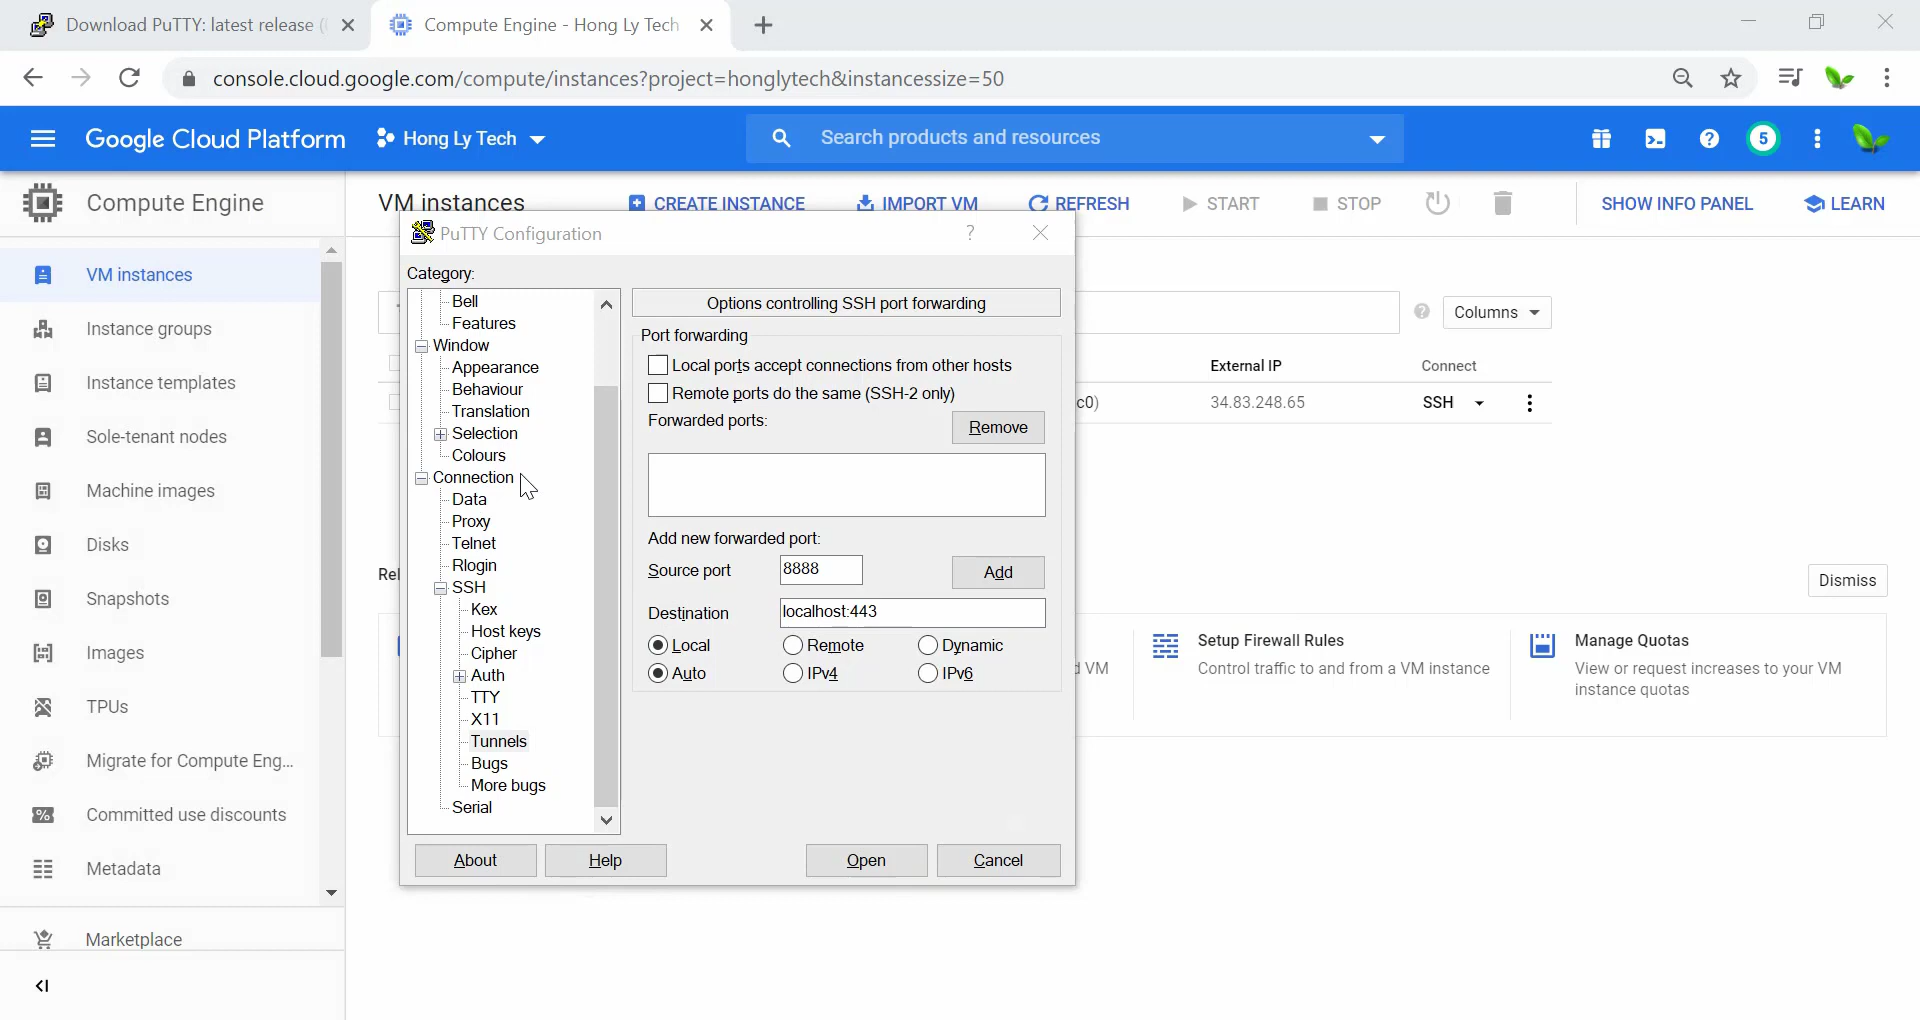 Download PuTTY: latest release (
Compute Engine - Hong Ly Tech
console.cloud.google.com/compute/instances?project=honglytech&instancessize=50
Google Cloud Platform
Hong Ly Tech
Search products and resources
5
Compute Engine
VM instances
CREATE INSTANCE
IMPORT VM
REFRESH
START
STOP
SHOW INFO PANEL
LEARN
VM instances
Instance groups
Instance templates
Sole-tenant nodes
Machine images
Disks
Snapshots
Images
TPUs
Migrate for Compute Eng...
Committed use discounts
Metadata
Marketplace
PuTTY Configuration
?
Category:
Bell
Features
Window
Appearance
Behaviour
Translation
Selection
Colours
Connection
Data
Proxy
Telnet
Rlogin
SSH
Kex
Host keys
Cipher
Auth
TTY
X11
Tunnels
Bugs
More bugs
Serial
Options controlling SSH port forwarding
Port forwarding
Local ports accept connections from other hosts
Remote ports do the same (SSH-2 only)
Forwarded ports:
Remove
Add new forwarded port:
Source port
8888
Add
Destination
localhost:443
Local
Remote
Dynamic
Auto
IPv4
IPv6
About
Help
Open
Cancel
Columns
External IP
Connect
c0)
34.83.248.65
SSH
Rel
Dismiss
d VM
Setup Firewall Rules
Control traffic to and from a VM instance
Manage Quotas
View or request increases to your VM
instance quotas